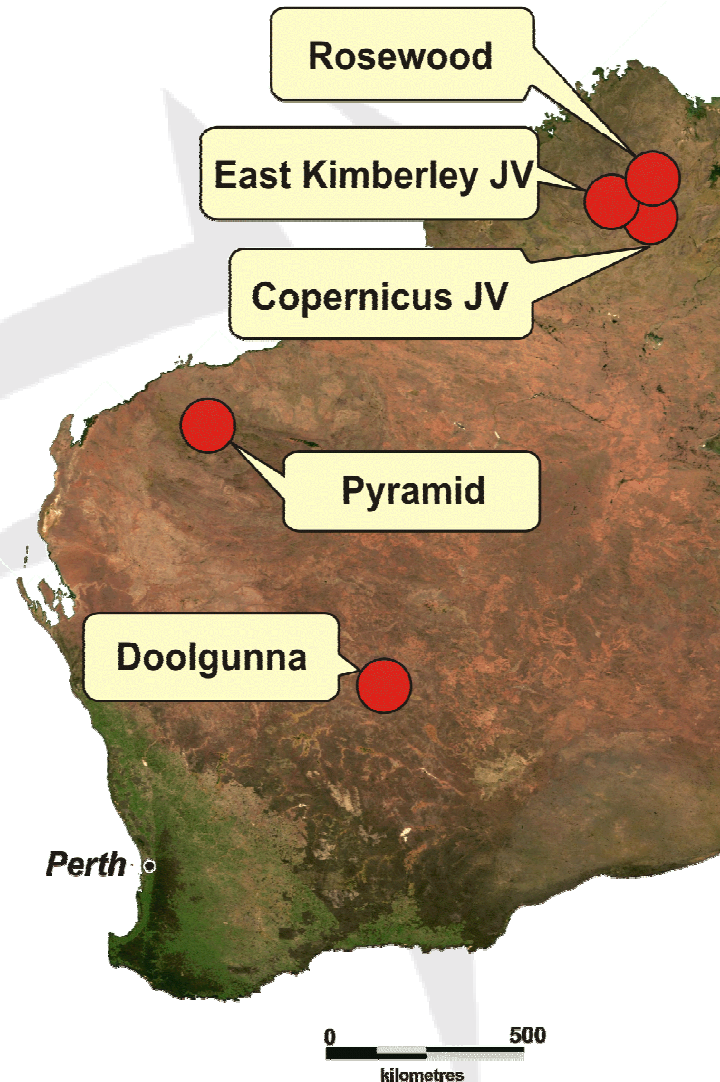 Rosewood
East Kimberley JV
Copernicus JV
Pyramid
Doolgunna
Perth
0 500
kilometres